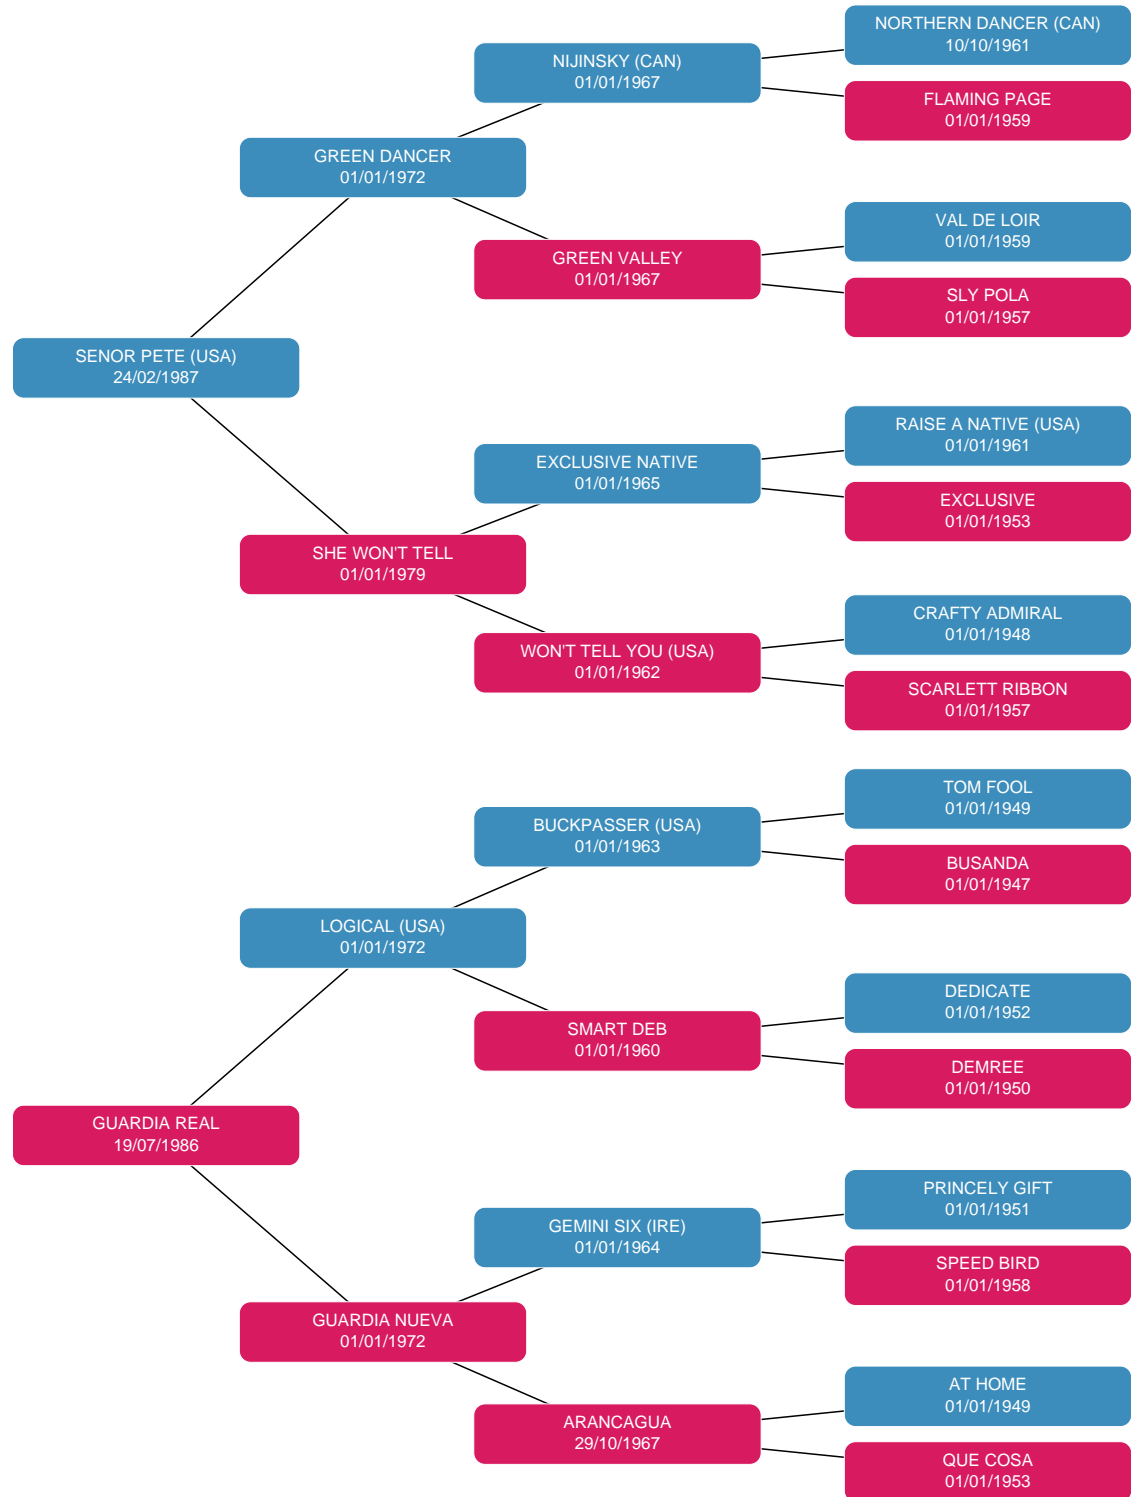 NORTHERN DANCER (CAN)
10/10/1961
NIJINSKY (CAN)
01/01/1967
FLAMING PAGE
01/01/1959
GREEN DANCER
01/01/1972
VAL DE LOIR
01/01/1959
GREEN VALLEY
01/01/1967
SLY POLA
01/01/1957
SENOR PETE (USA)
24/02/1987
RAISE A NATIVE (USA)
01/01/1961
EXCLUSIVE NATIVE
01/01/1965
EXCLUSIVE
01/01/1953
SHE WON'T TELL
01/01/1979
CRAFTY ADMIRAL
01/01/1948
WON'T TELL YOU (USA)
01/01/1962
SCARLETT RIBBON
01/01/1957
TOM FOOL
01/01/1949
BUCKPASSER (USA)
01/01/1963
BUSANDA
01/01/1947
LOGICAL (USA)
01/01/1972
DEDICATE
01/01/1952
SMART DEB
01/01/1960
DEMREE
01/01/1950
GUARDIA REAL
19/07/1986
PRINCELY GIFT
01/01/1951
GEMINI SIX (IRE)
01/01/1964
SPEED BIRD
01/01/1958
GUARDIA NUEVA
01/01/1972
AT HOME
01/01/1949
ARANCAGUA
29/10/1967
QUE COSA
01/01/1953